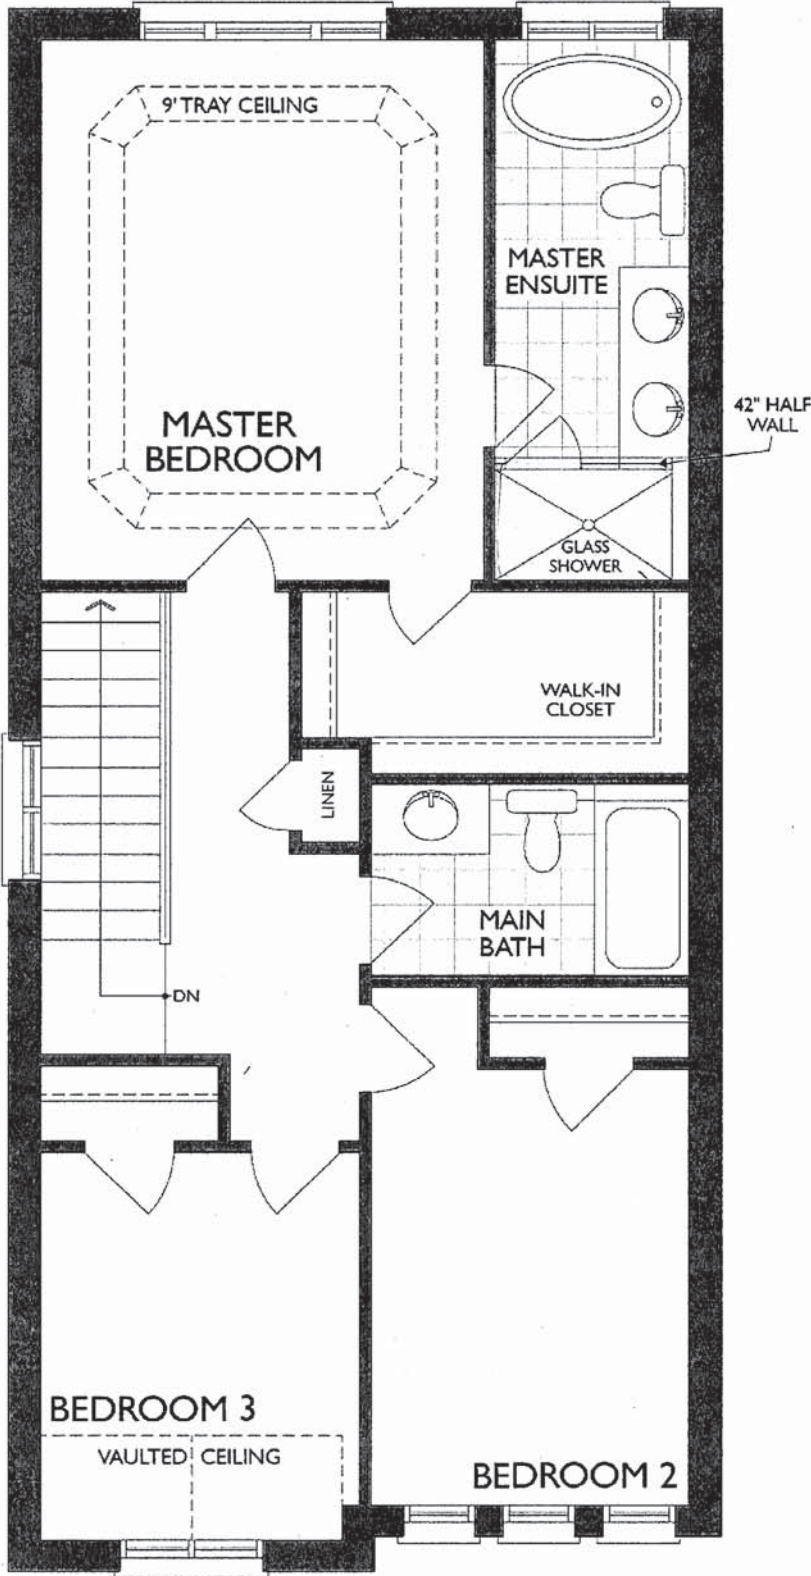 9' TRAY CEILING
MASTER
ENSUITE
42" HALF
WALL
MASTER
BEDROOM
GLASS
SHOWER
WALK-IN
CLOSET
LINEN
MAIN
BATH
DN
BEDROOM 3
VAULTED CEILING
BEDROOM 2